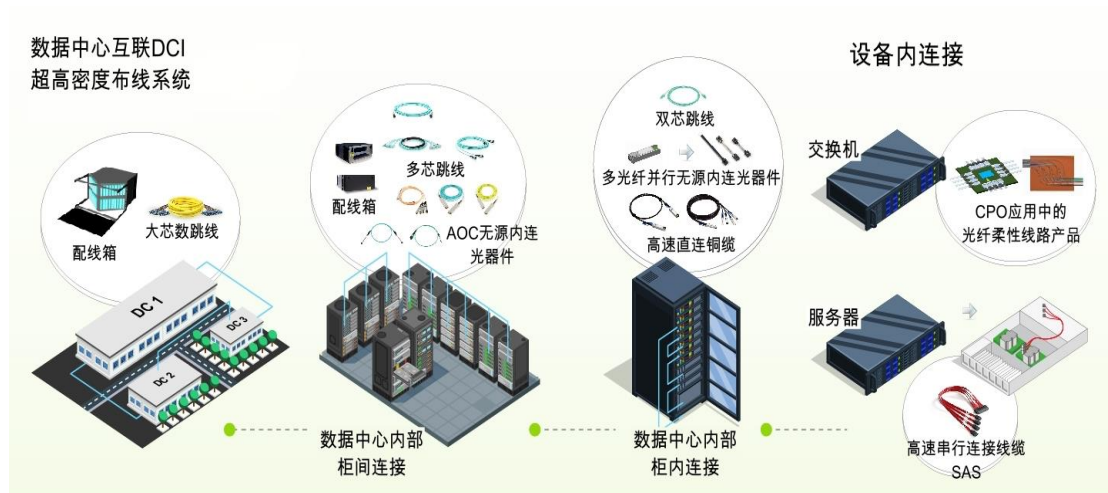 数据中心互联DCI
超高密度布线系统
配线箱
大芯数跳线
DC 1
DC 3
DC 2
多芯跳线
配线箱
AOC无源内连
光器件
数据中心内部
柜间连接
双芯跳线
多光纤并行无源内连光器件
高速直连铜缆
数据中心内部
柜内连接
设备内连接
交换机
CPO应用中的
光纤柔性线路产品
服务器
高速串行连接线缆
SAS